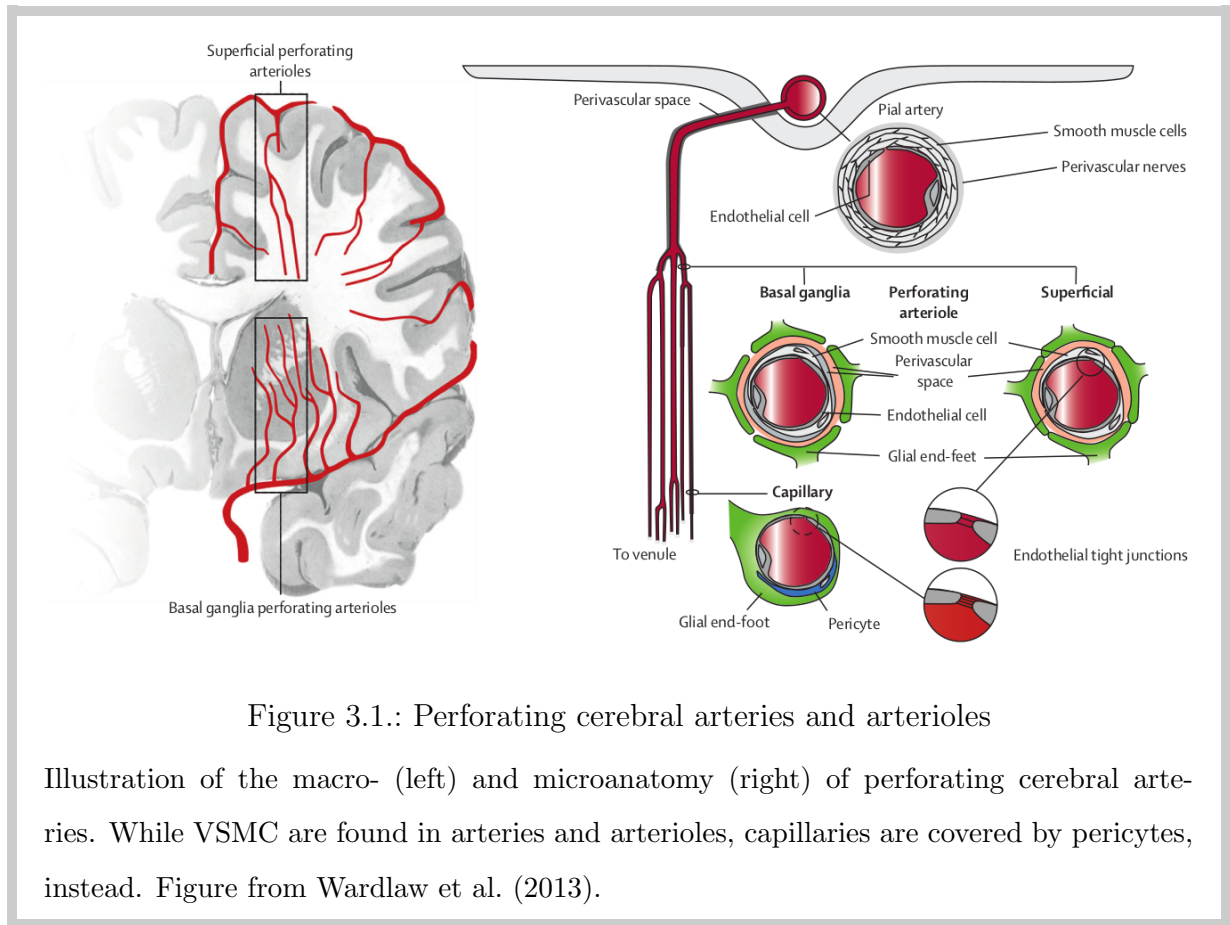 Superficial perforating
arterioles
Basal ganglia perforating arterioles
Perivascular space
Pial artery
Smooth muscle cells
Perivascular nerves
Endothelial cell
Basal ganglia
Perforating
arteriole
Superficial
Smooth muscle cell
Perivascular
space
Endothelial cell
Glial end-feet
Capillary
To venule
Endothelial tight junctions
Glial end-foot
Pericyte
Figure 3.1.: Perforating cerebral arteries and arterioles
Illustration of the macro- (left) and microanatomy (right) of perforating cerebral arte-
ries. While VSMC are found in arteries and arterioles, capillaries are covered by pericytes,
instead. Figure from Wardlaw et al. (2013).